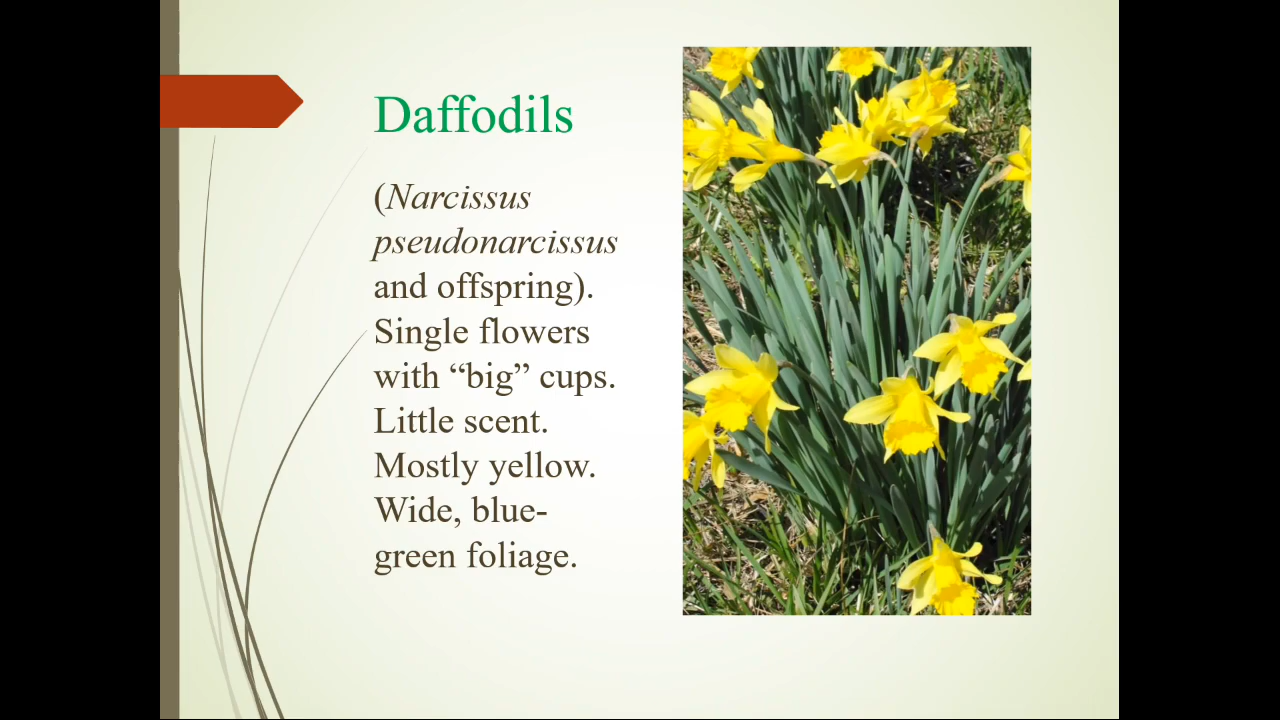 Daffodils
(Narcissus
pseudonarcissus
and offspring).
Single flowers
with “big” cups.
Little scent.
Mostly yellow.
Wide, blue-
green foliage.